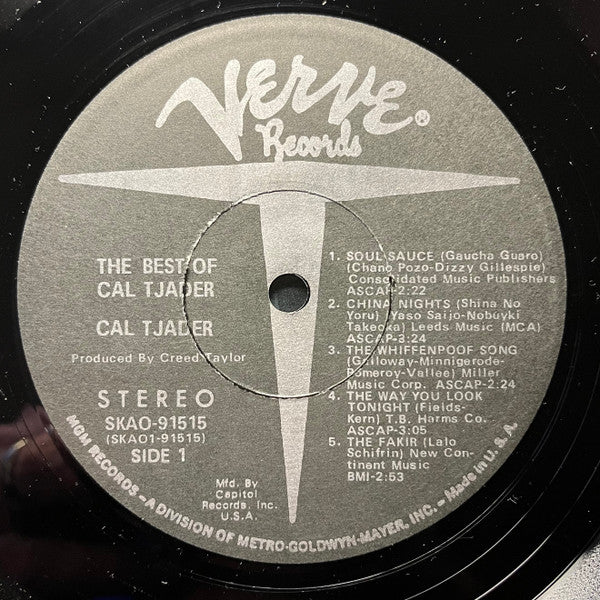 VERVE®
Records
THE BEST OF
CAL TJADER
CAL TJADER
Produced By Creed Taylor
STEREO
SKAO-91515
(SKAO1-91515)
SIDE 1
Mfd. By
Capitol
Records, Inc.
U.S.A.
1. SOUL SAUCE (Gaucha Guaro)
(Chano Pozo-Dizzy Gillespie)
Consolidated Music Publishers
ASCAP-2:22
2. CHINA NIGHTS (Shina No
Yoru) (Yaso Saijo-Nobuyki
Takeoka) Leeds Music (MCA)
ASCAP-3:24
3. THE WHIFFENPOOF SONG
(Galloway-Minnigerode-
Pomeroy-Vallee) Miller
Music Corp. ASCAP-2:24
4. THE WAY YOU LOOK
TONIGHT (Fields-
Kern) T.B. Harms Co.
ASCAP-3:05
5. THE FAKIR (Lalo
Schifrin) New Con-
tinent Music
BMI-2:53
MGM RECORDS - A DIVISION OF METRO-GOLDWYN-MAYER, INC. - Made in U.S.A.